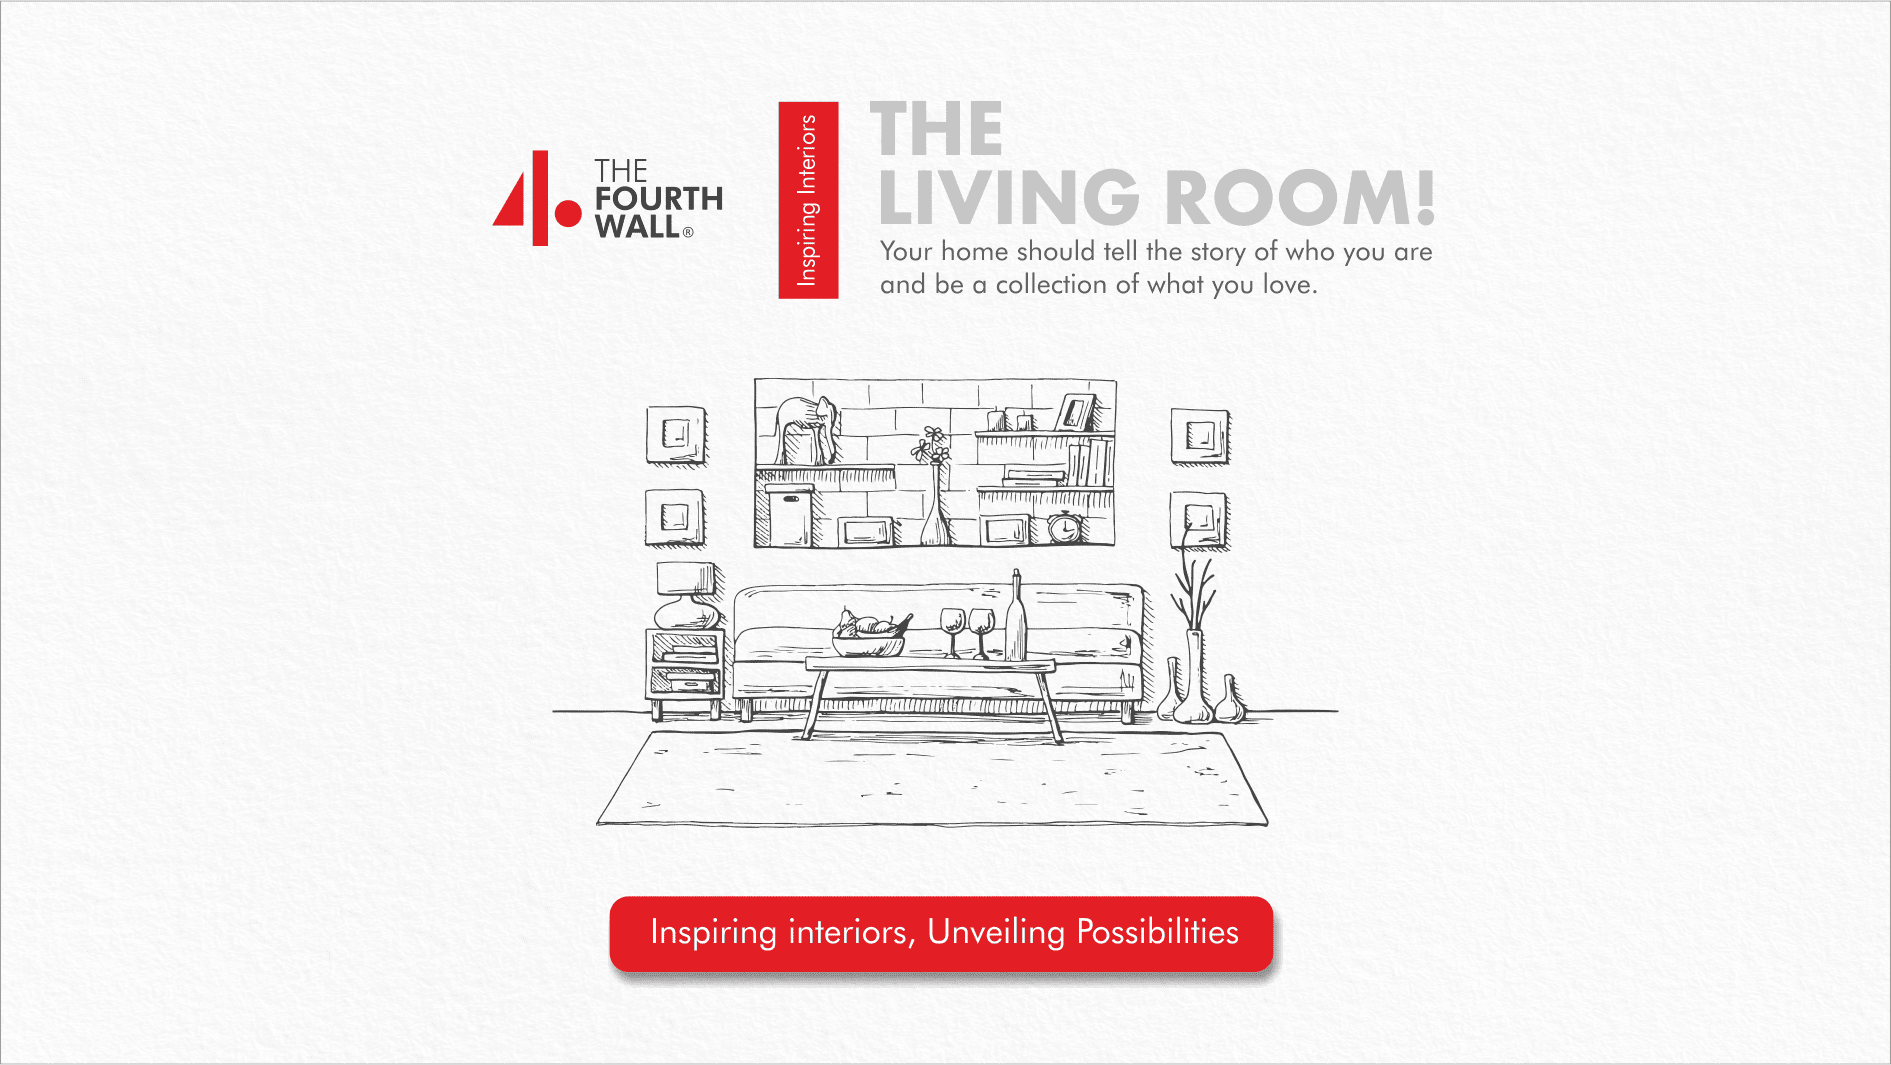 THE
FOURTH
WALL®
Inspiring Interiors
THE
LIVING ROOM!
Your home should tell the story of who you are
and be a collection of what you love.
Inspiring interiors, Unveiling Possibilities